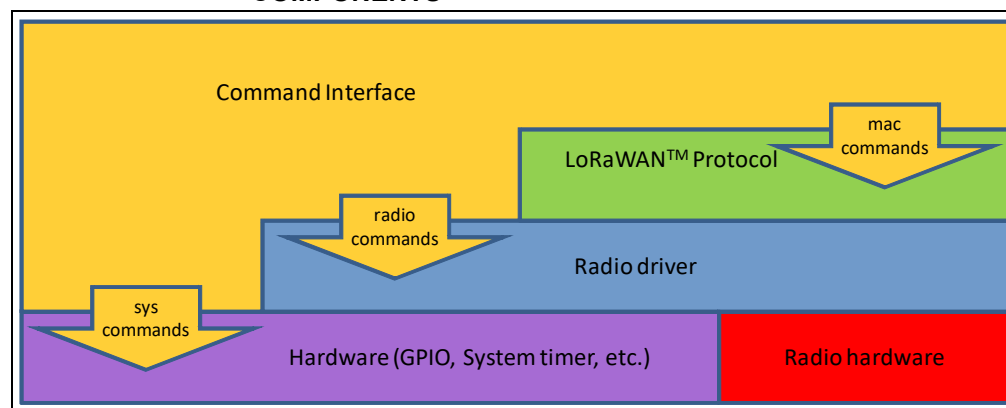 COMPONENTS
Command Interface
mac
commands
LoRaWAN™ Protocol
radio
commands
Radio driver
sys
commands
Hardware (GPIO, System timer, etc.)
Radio hardware